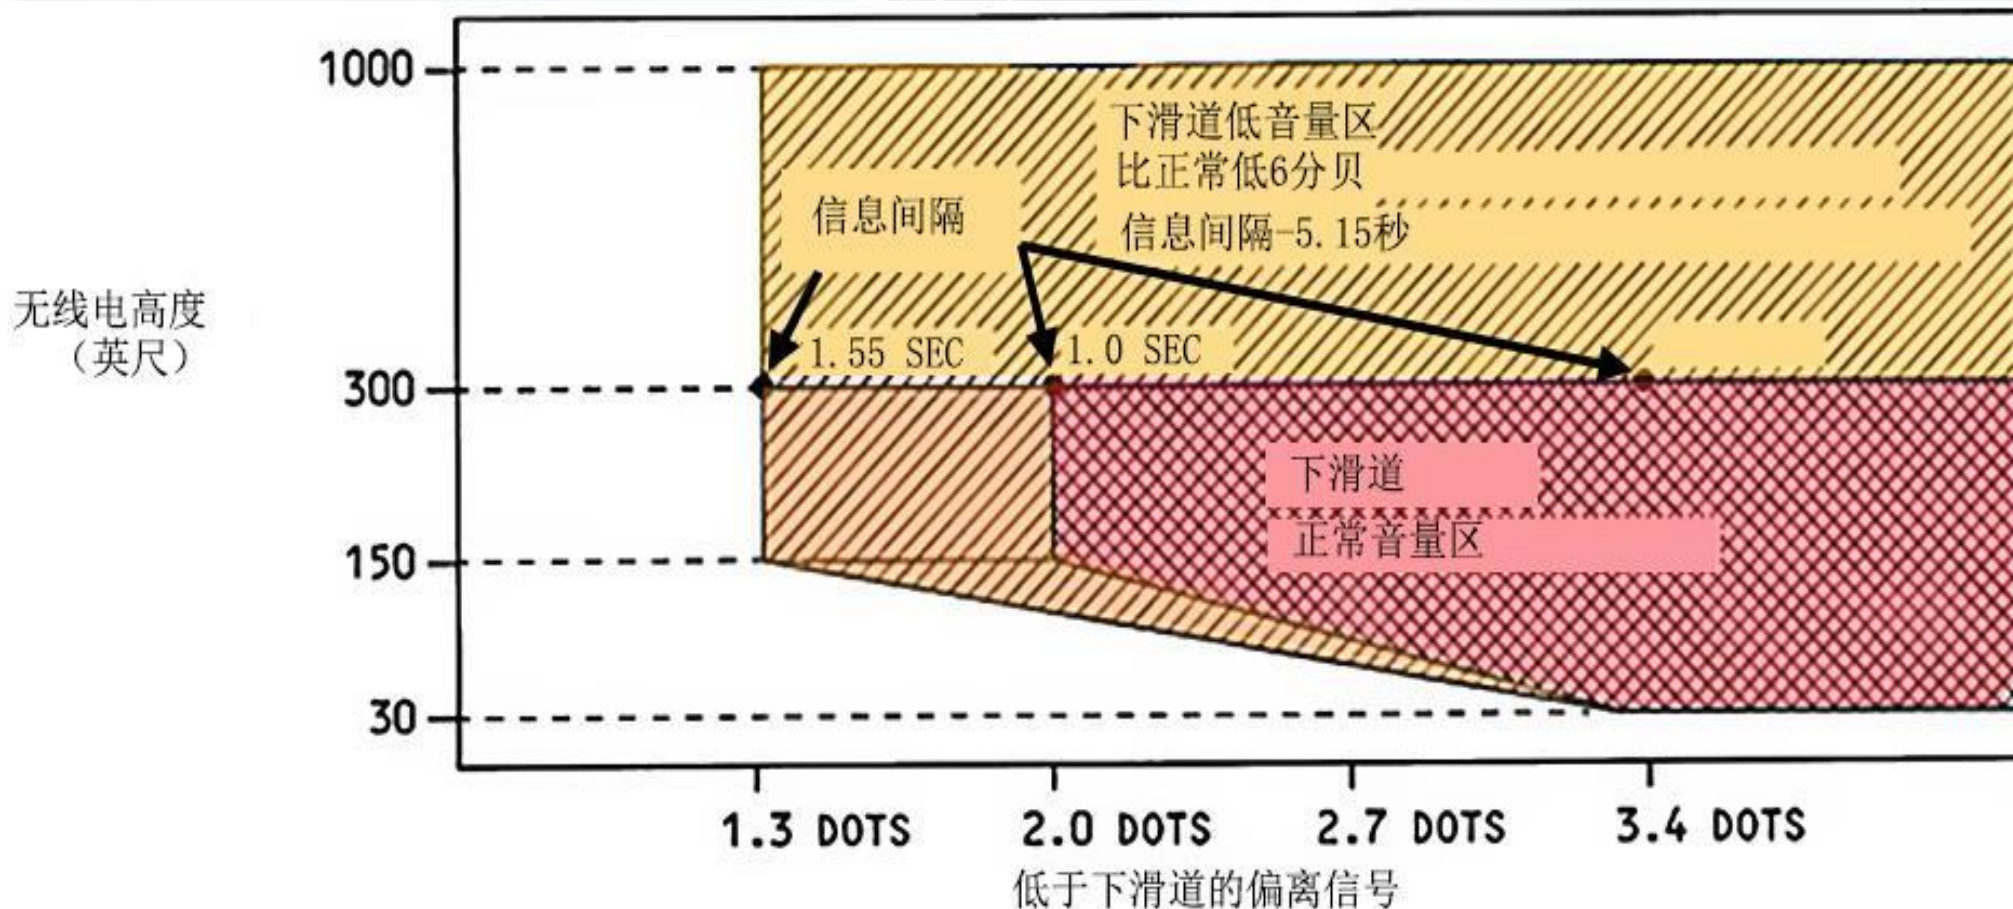 1000
下滑道低音量区
比正常低6分贝
信息间隔
信息间隔-5.15秒
无线电高度
(英尺)
1.55 SEC
1.0 SEC
300
下滑道
正常音量区
150
30
1.3 DOTS
2.0 DOTS
2.7 DOTS
3.4 DOTS
低于下滑道的偏离信号